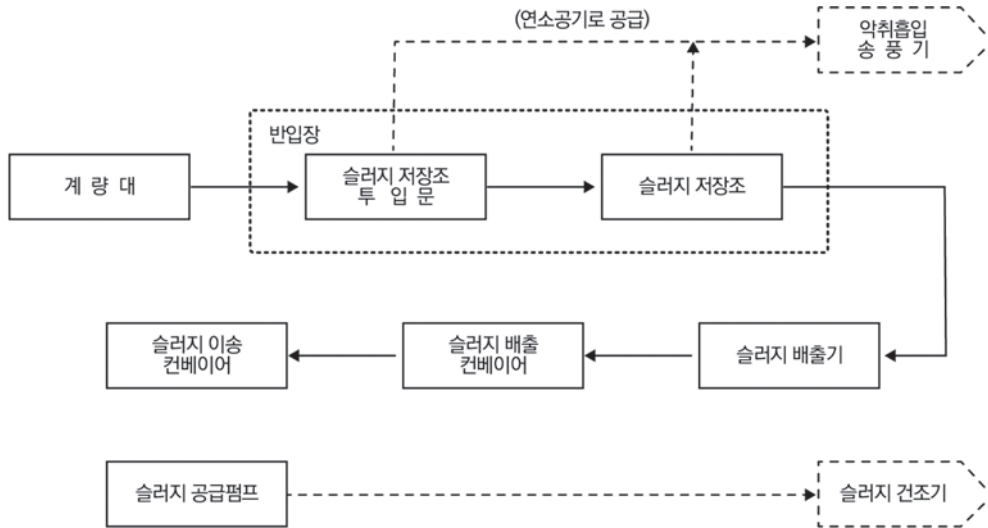 (연소공기로 공급)
악취흡입
송 풍 기
반입장
계 량 대
슬러지 저장조
투 입 문
슬러지 저장조
슬러지 이송
컨베이어
슬러지 배출
컨베이어
슬러지 배출기
슬러지 공급펌프
슬러지 건조기